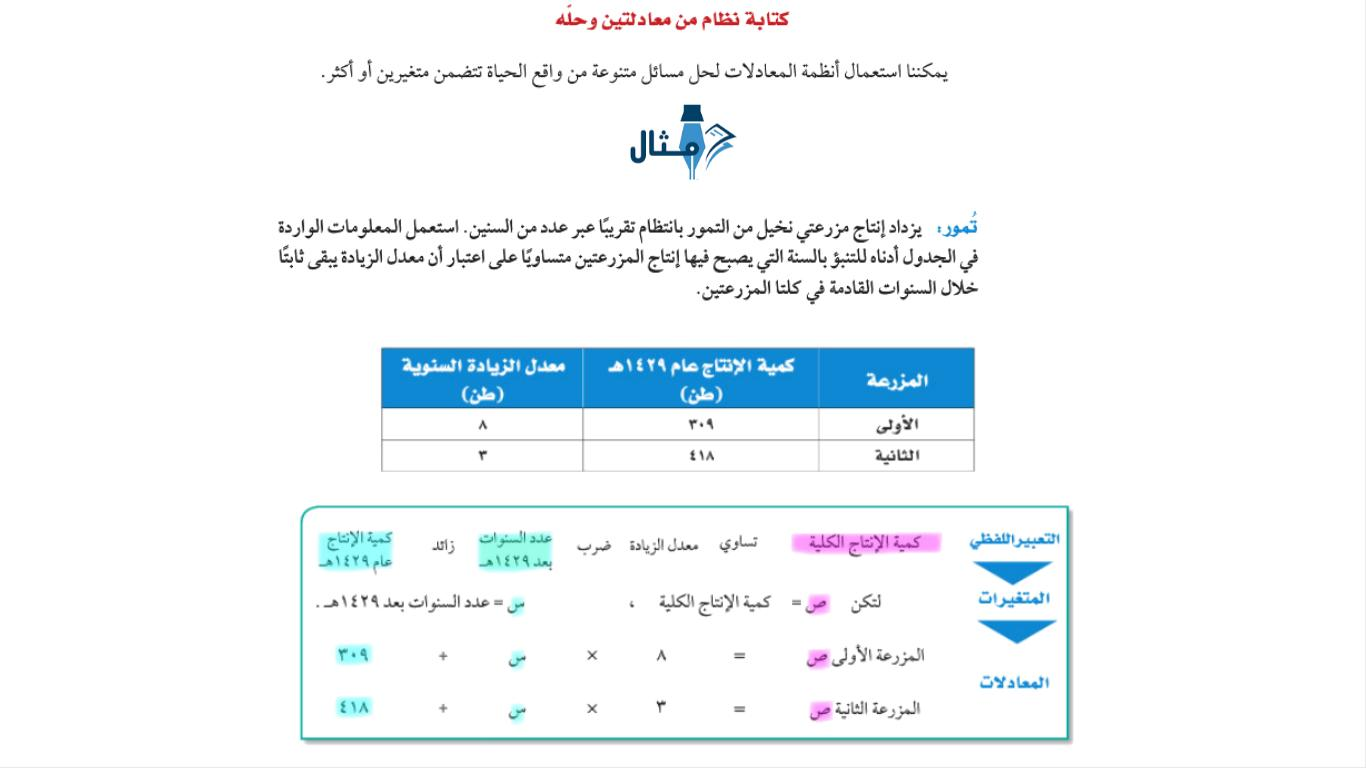 كتابة نظام من معادلتين وحلّه
يمكننا استعمال أنظمة المعادلات لحل مسائل متنوعة من واقع الحياة تتضمن متغيرين أو أكثر.
مـثال
تُمور: يزداد إنتاج مزرعتي نخيل من التمور بانتظام تقريبًا عبر عدد من السنين. استعمل المعلومات الواردة
في الجدول أدناه للتنبؤ بالسنة التي يصبح فيها إنتاج المزرعتين متساويًا على اعتبار أن معدل الزيادة يبقى ثابتًا
خلال السنوات القادمة في كلتا المزرعتين.
المزرعة كمية الإنتاج عام ١٤٢٩هـ (طن) معدل الزيادة السنوية (طن)
الأولى ٣٠٩ ٨
الثانية ٤١٨ ٣
التعبير اللفظي كمية الإنتاج الكلية تساوي معدل الزيادة ضرب عدد السنوات بعد ١٤٢٩هـ زائد كمية الإنتاج عام ١٤٢٩هـ
المتغيرات لتكن ص = كمية الإنتاج الكلية ، س = عدد السنوات بعد ١٤٢٩هـ .
المزرعة الأولى ص = ٨ × س + ٣٠٩
المعادلات
المزرعة الثانية ص = ٣ × س + ٤١٨